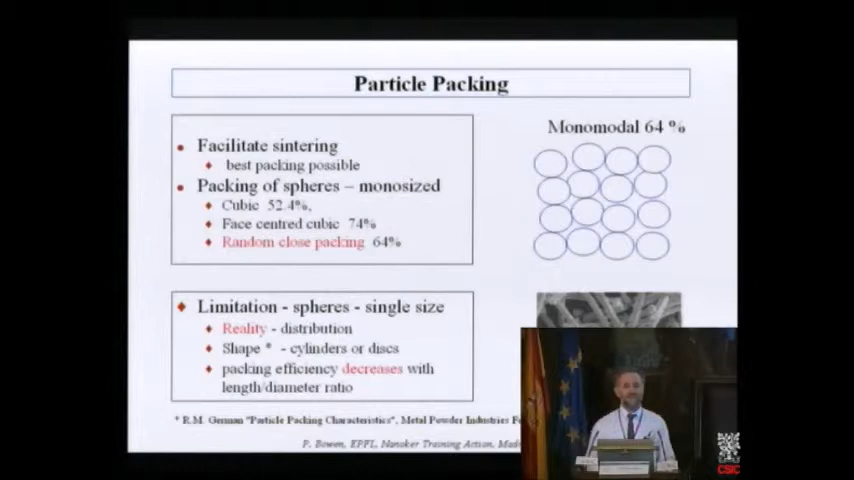 Particle Packing
• Facilitate sintering
♦ best packing possible
• Packing of spheres – monosized
♦ Cubic 52.4%,
♦ Face centred cubic 74%
♦ Random close packing 64%
Monomodal 64 %
♦ Limitation - spheres - single size
♦ Reality - distribution
♦ Shape * - cylinders or discs
♦ packing efficiency decreases with
length/diameter ratio
* R.M. German "Particle Packing Characteristics", Metal Powder Industries
P. Bowen, EPFL, Nanoker Training Action,
CSIC